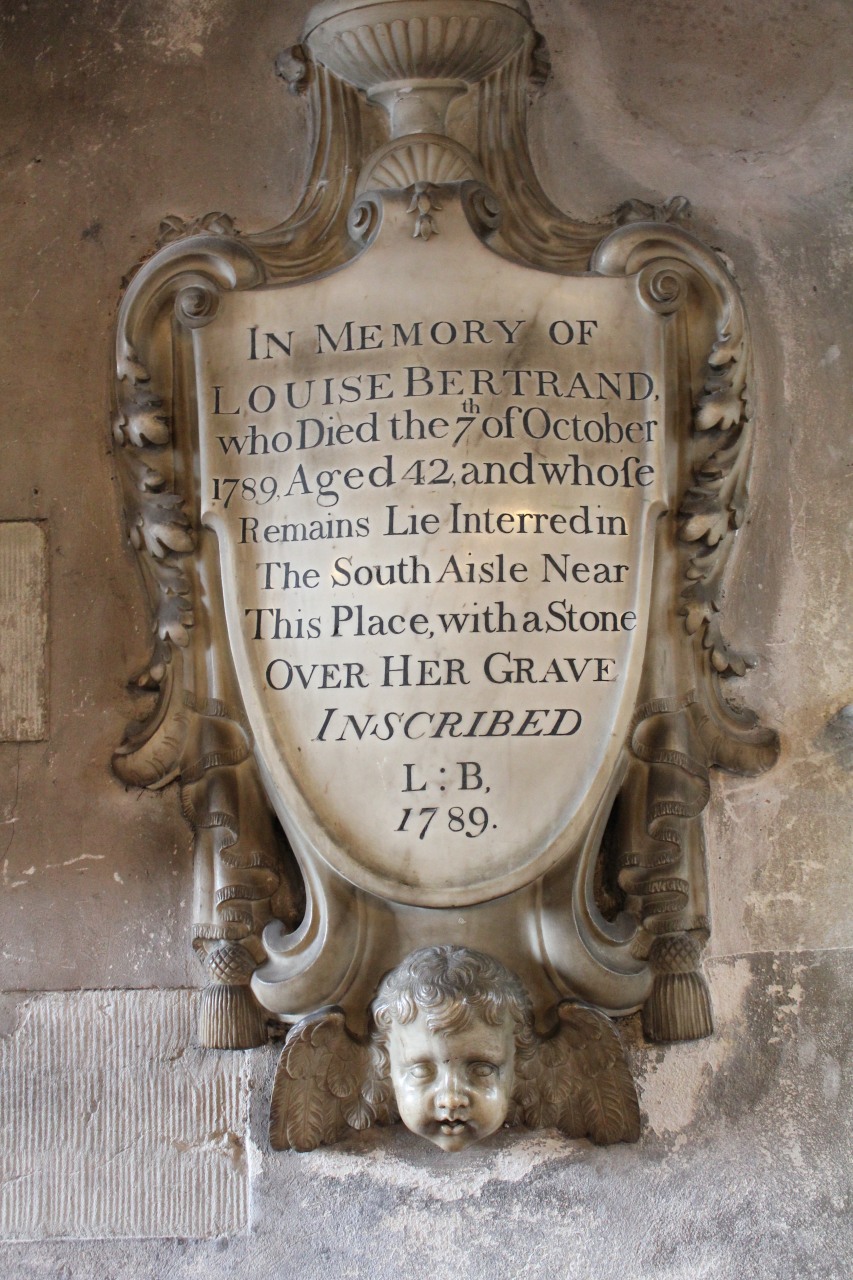 IN MEMORY OF
LOUISE BERTRAND,
who Died the 7th of October
1789, Aged 42, and whoſe
Remains Lie Interred in
The South Aisle Near
This Place, with a Stone
OVER HER GRAVE
INSCRIBED
L : B,
1789.